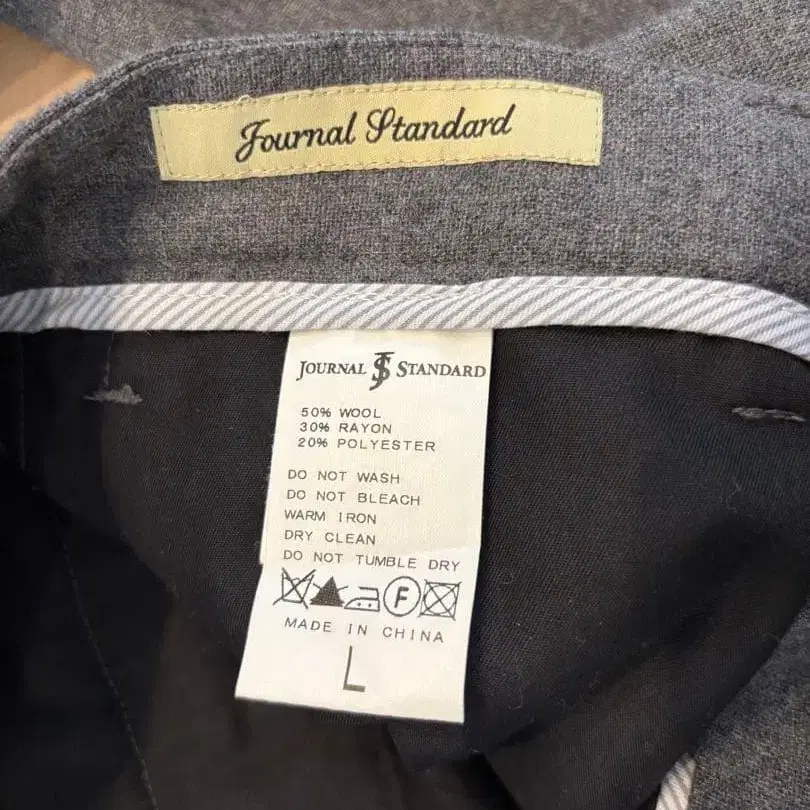 Journal Standard
JOURNAL JS STANDARD
50% WOOL
30% RAYON
20% POLYESTER
DO NOT WASH
DO NOT BLEACH
WARM IRON
DRY CLEAN
DO NOT TUMBLE DRY
F
MADE IN CHINA
L